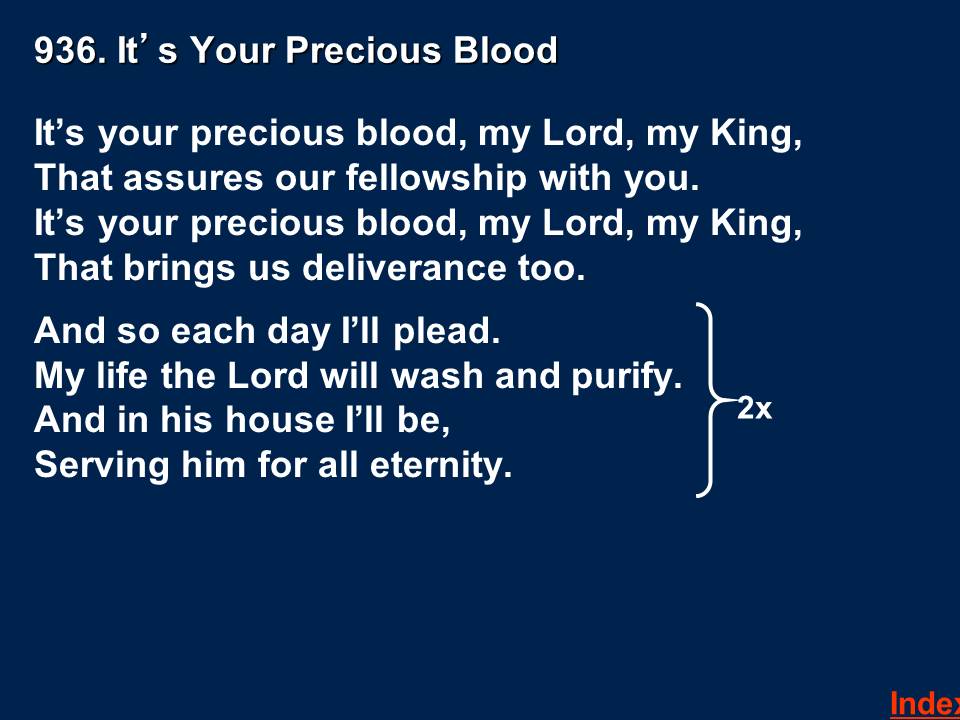 936. It’s Your Precious Blood
It’s your precious blood, my Lord, my King,
That assures our fellowship with you.
It’s your precious blood, my Lord, my King,
That brings us deliverance too.
And so each day I’ll plead.
My life the Lord will wash and purify.
And in his house I’ll be,
Serving him for all eternity.
2x
Index